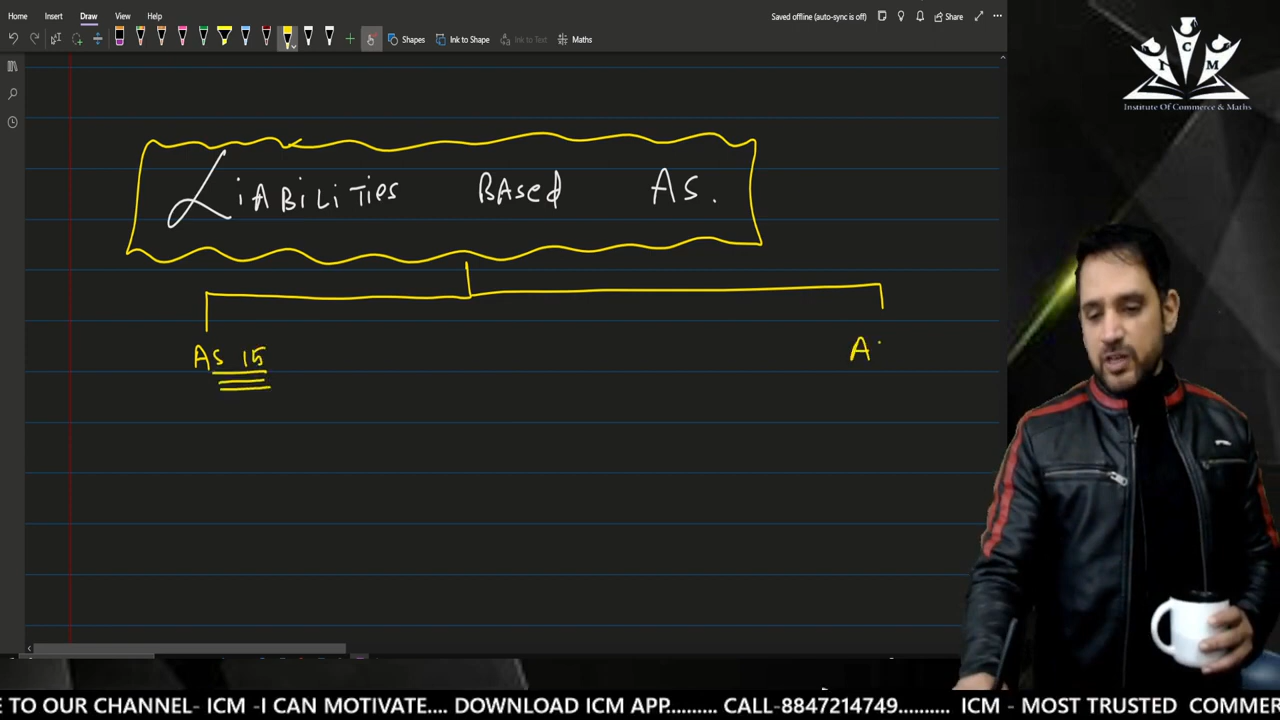 Home Insert Draw View Help
Saved offline (auto-sync is off) Share
Shapes Ink to Shape Ink to Text Maths
I C M
Institute Of Commerce & Maths
LiABiLiTies BAsed As.
As 15
A
E TO OUR CHANNEL- ICM -I CAN MOTIVATE.... DOWNLOAD ICM APP......... CALL-8847214749.......... ICM - MOST TRUSTED COMMER